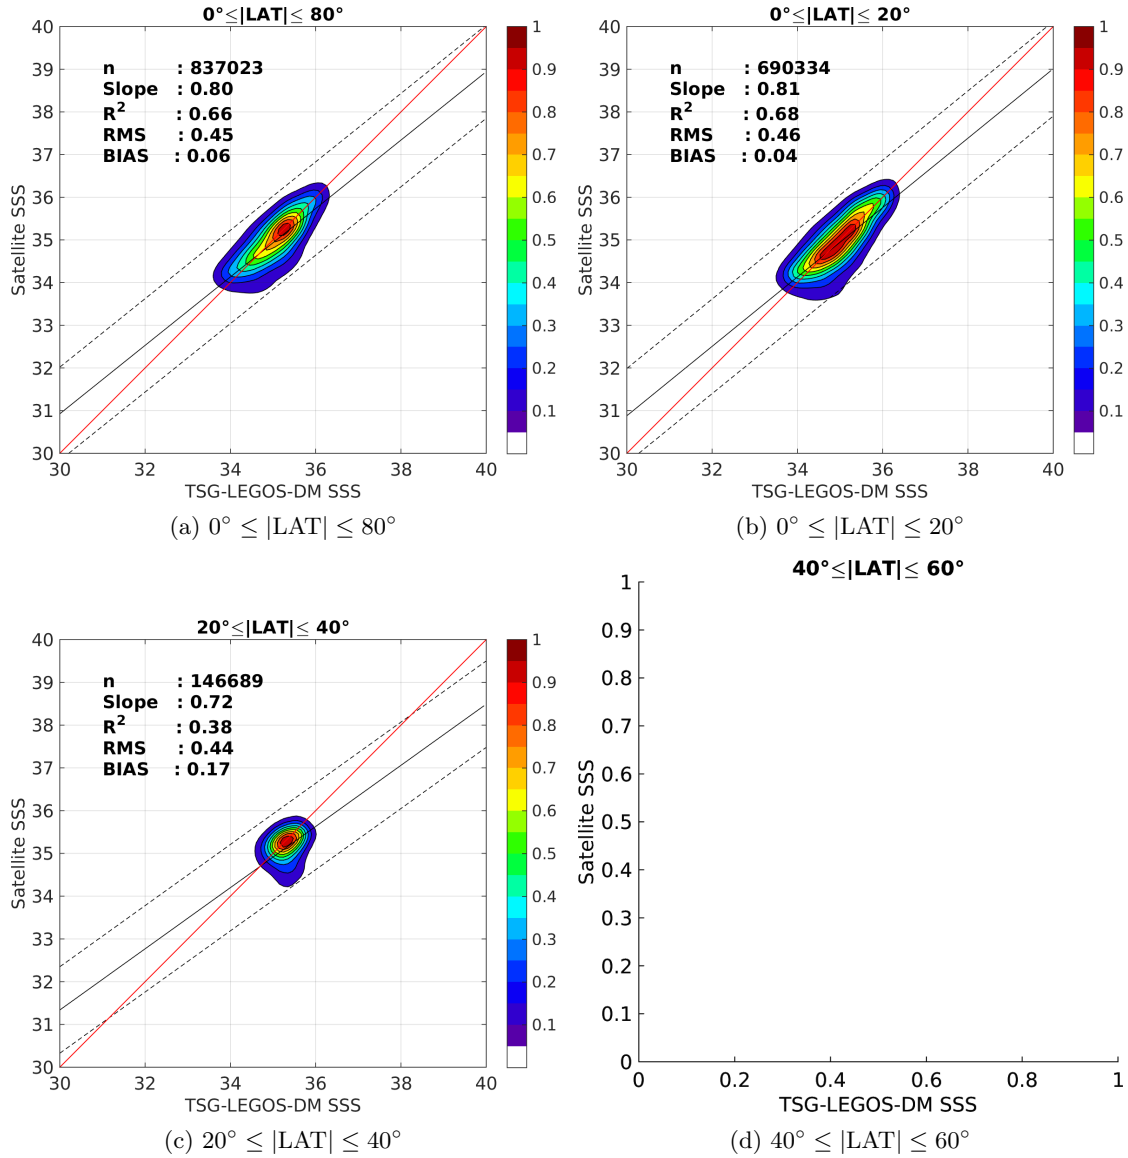 0°≤|LAT|≤ 80°
n : 837023
Slope : 0.80
R² : 0.66
RMS : 0.45
BIAS : 0.06
Satellite SSS
40
39
38
37
36
35
34
33
32
31
30
30 32 34 36 38 40
TSG-LEGOS-DM SSS
1
0.9
0.8
0.7
0.6
0.5
0.4
0.3
0.2
0.1
(a) 0° ≤ |LAT| ≤ 80°
0°≤|LAT|≤ 20°
n : 690334
Slope : 0.81
R² : 0.68
RMS : 0.46
BIAS : 0.04
Satellite SSS
40
39
38
37
36
35
34
33
32
31
30
30 32 34 36 38 40
TSG-LEGOS-DM SSS
1
0.9
0.8
0.7
0.6
0.5
0.4
0.3
0.2
0.1
(b) 0° ≤ |LAT| ≤ 20°
20°≤|LAT|≤ 40°
n : 146689
Slope : 0.72
R² : 0.38
RMS : 0.44
BIAS : 0.17
Satellite SSS
40
39
38
37
36
35
34
33
32
31
30
30 32 34 36 38 40
TSG-LEGOS-DM SSS
1
0.9
0.8
0.7
0.6
0.5
0.4
0.3
0.2
0.1
(c) 20° ≤ |LAT| ≤ 40°
40°≤|LAT|≤ 60°
Satellite SSS
1
0.9
0.8
0.7
0.6
0.5
0.4
0.3
0.2
0.1
0
0 0.2 0.4 0.6 0.8 1
TSG-LEGOS-DM SSS
(d) 40° ≤ |LAT| ≤ 60°